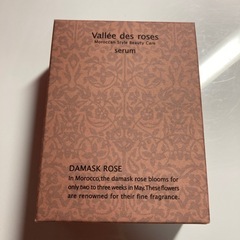 Vallée des roses
Moroccan Style Beauty Care
serum
DAMASK ROSE
In Morocco,the damask rose blooms for
only two to three weeks in May.These flowers
are renowned for their fine fragrance.